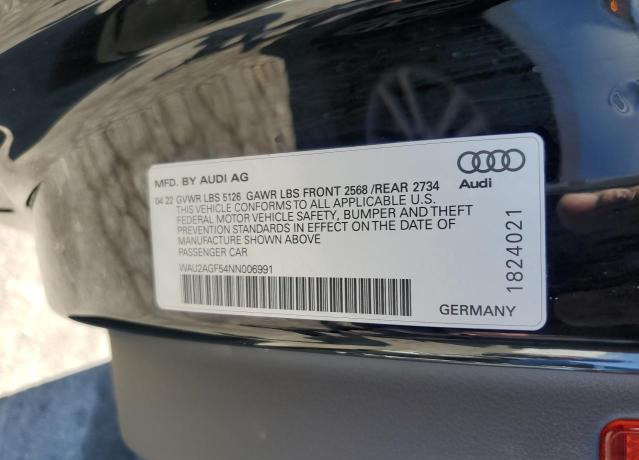 MFD. BY AUDI AG
Audi
04 22 GVWR LBS 5126 GAWR LBS FRONT 2568 /REAR 2734
THIS VEHICLE CONFORMS TO ALL APPLICABLE U.S.
FEDERAL MOTOR VEHICLE SAFETY, BUMPER AND THEFT
PREVENTION STANDARDS IN EFFECT ON THE DATE OF
MANUFACTURE SHOWN ABOVE
PASSENGER CAR
WAU2AGF54NN006991
GERMANY
1824021